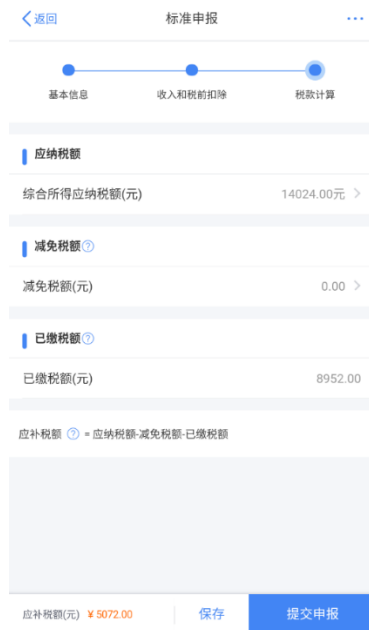 返回 标准申报 ···
基本信息 收入和税前扣除 税款计算
应纳税额
综合所得应纳税额(元) 14024.00元
减免税额?
减免税额(元) 0.00
已缴税额?
已缴税额(元) 8952.00
应补税额 ? = 应纳税额-减免税额-已缴税额
应补税额(元) ¥5072.00 保存 提交申报